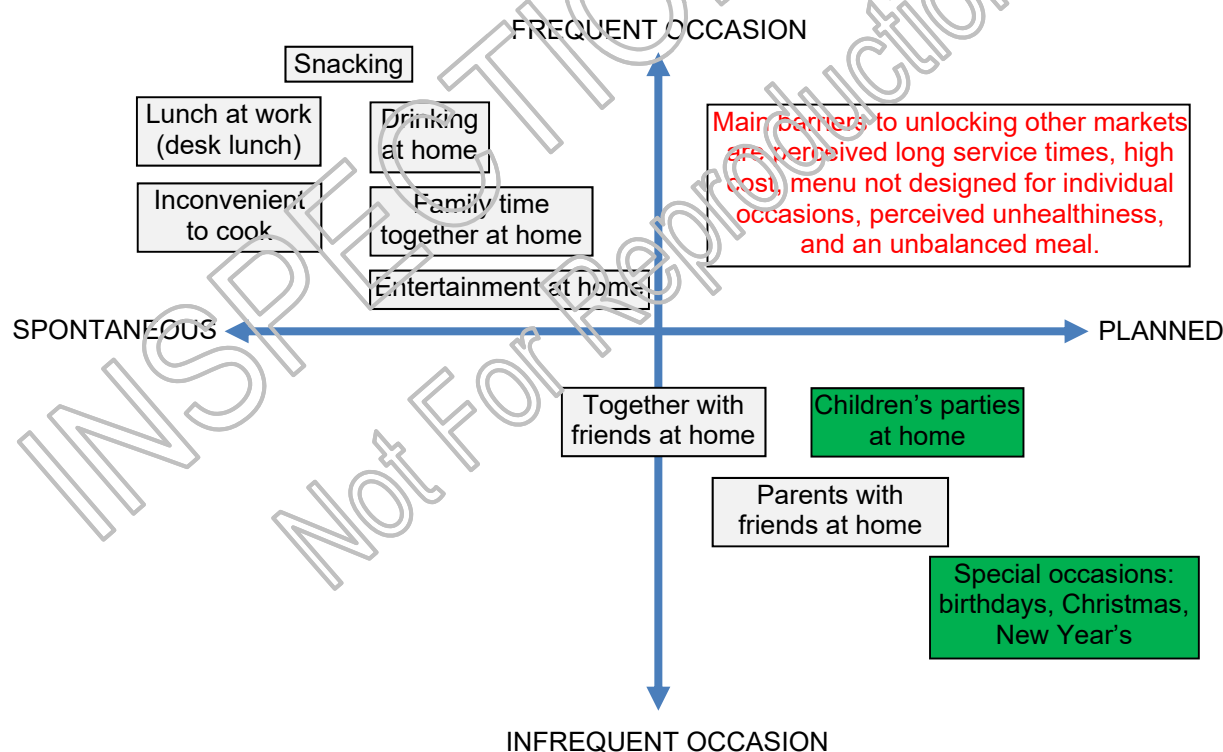 FREQUENT OCCASION
Snacking
Lunch at work
(desk lunch)
Drinking
at home
Main barriers to unlocking other markets
are perceived long service times, high
cost, menu not designed for individual
occasions, perceived unhealthiness,
and an unbalanced meal.
Inconvenient
to cook
Family time
together at home
Entertainment at home
SPONTANEOUS
PLANNED
Together with
friends at home
Children's parties
at home
Parents with
friends at home
Special occasions:
birthdays, Christmas,
New Year's
INFREQUENT OCCASION
INSPECTIO
Not For Reproduction